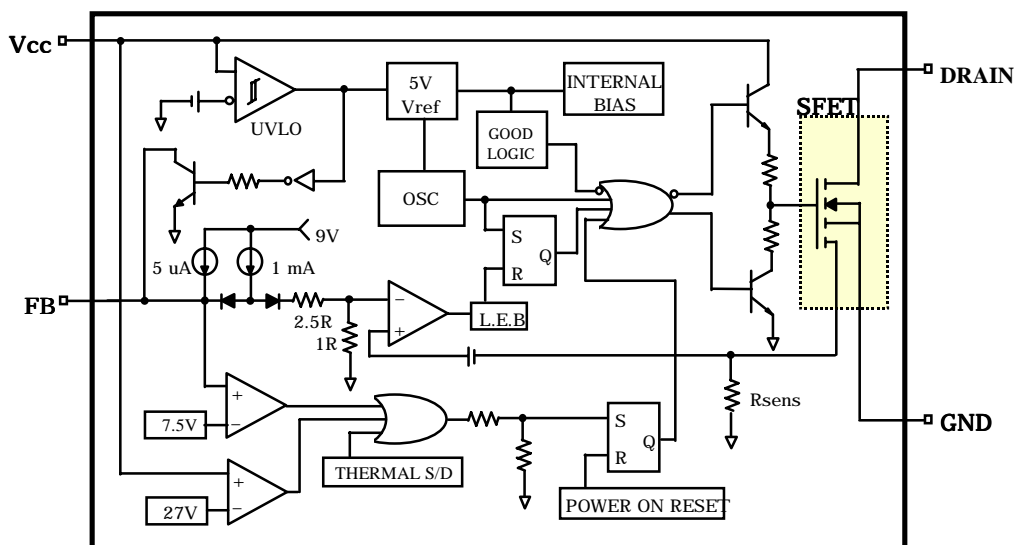 Vcc
DRAIN
5V
Vref
INTERNAL
BIAS
SFET
UVLO
GOOD
LOGIC
OSC
9V
S
Q
R
5 uA
1 mA
FB
−
+
2.5R
1R
L.E.B
Rsens
GND
+
−
7.5V
S
Q
R
THERMAL S/D
+
−
27V
POWER ON RESET